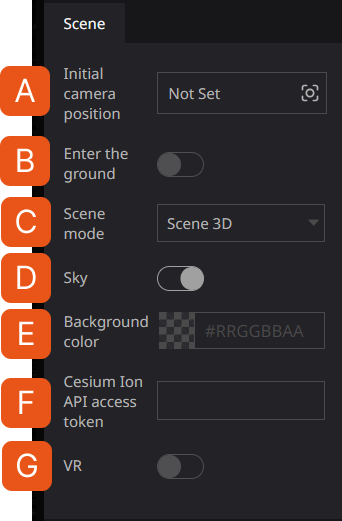 Scene
A
Initial
camera
position
Not Set
B
Enter the
ground
C
Scene
mode
Scene 3D
D
Sky
E
Background
color
#RRGGBBAA
F
Cesium Ion
API access
token
G
VR